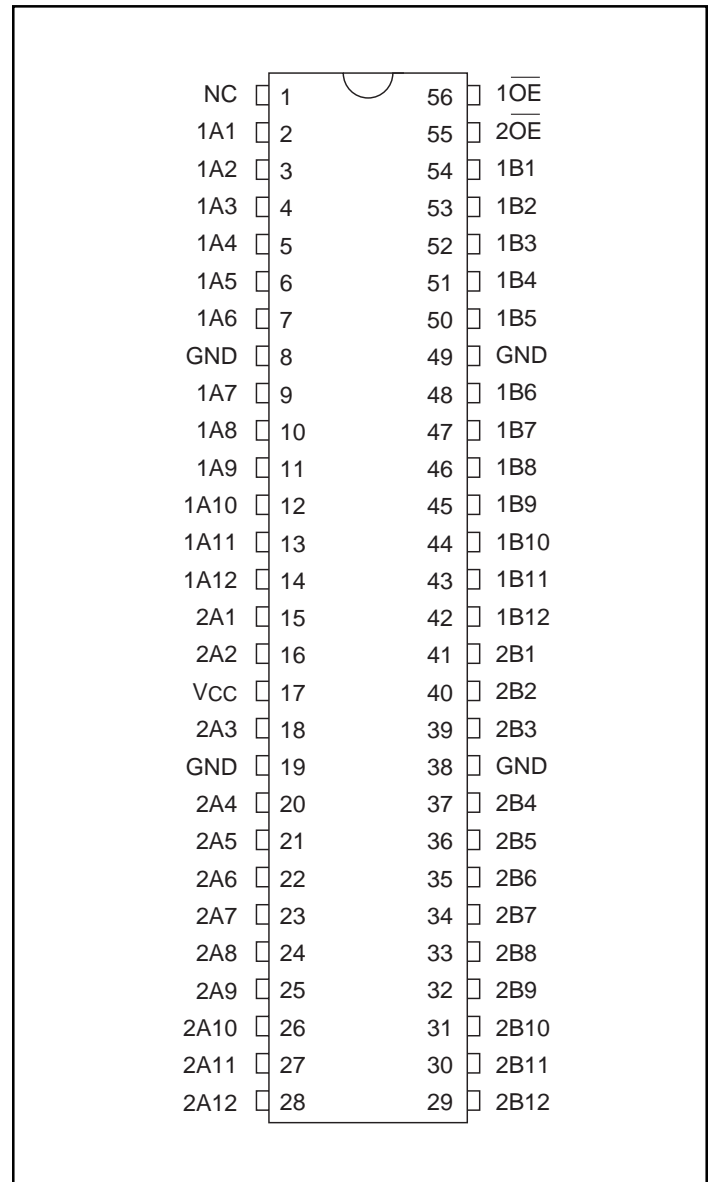 NC 1 56 1O̅E̅
1A1 2 55 2O̅E̅
1A2 3 54 1B1
1A3 4 53 1B2
1A4 5 52 1B3
1A5 6 51 1B4
1A6 7 50 1B5
GND 8 49 GND
1A7 9 48 1B6
1A8 10 47 1B7
1A9 11 46 1B8
1A10 12 45 1B9
1A11 13 44 1B10
1A12 14 43 1B11
2A1 15 42 1B12
2A2 16 41 2B1
VCC 17 40 2B2
2A3 18 39 2B3
GND 19 38 GND
2A4 20 37 2B4
2A5 21 36 2B5
2A6 22 35 2B6
2A7 23 34 2B7
2A8 24 33 2B8
2A9 25 32 2B9
2A10 26 31 2B10
2A11 27 30 2B11
2A12 28 29 2B12